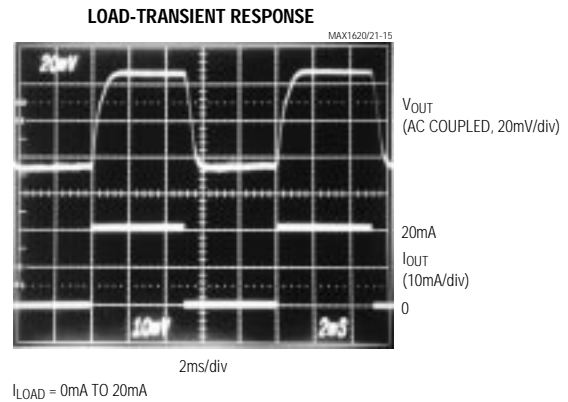 LOAD-TRANSIENT RESPONSE
MAX1620/21-15
20mV
VOUT
(AC COUPLED, 20mV/div)
20mA
IOUT
(10mA/div)
0
10mV
2mS
2ms/div
ILOAD = 0mA TO 20mA